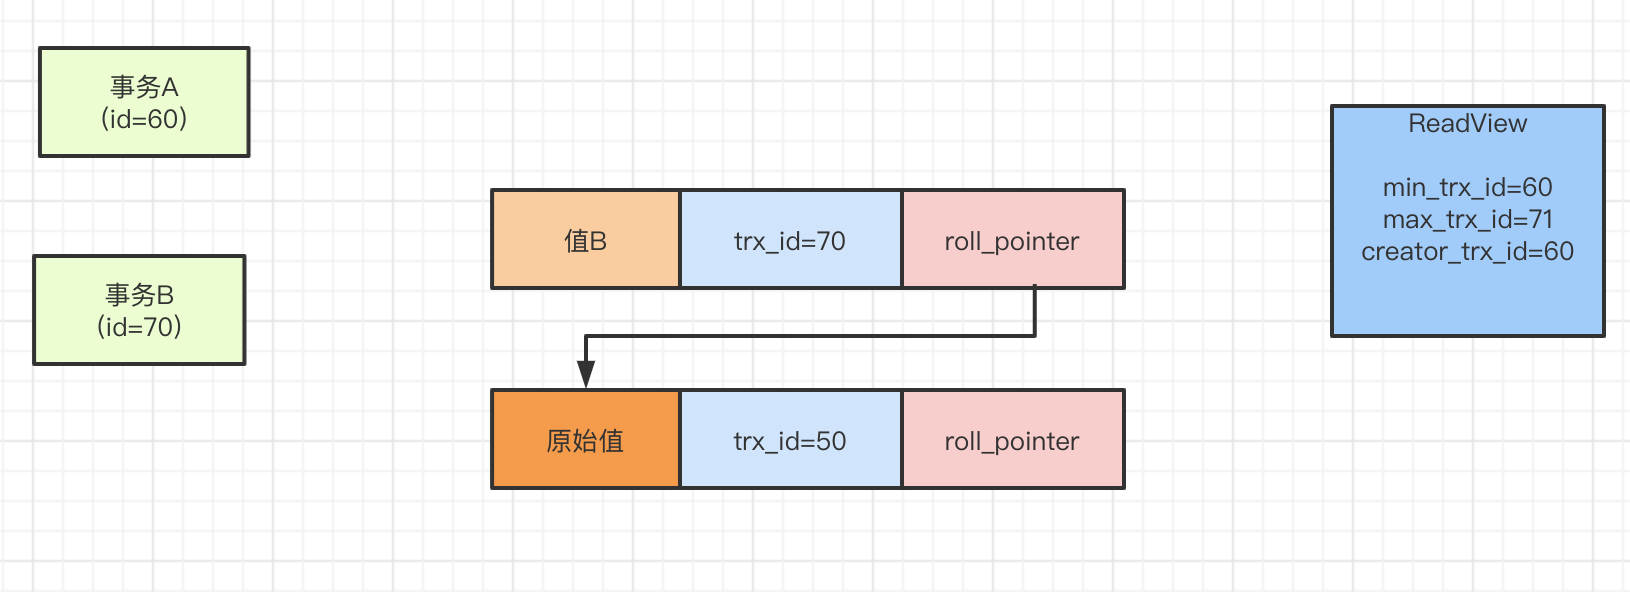 事务A
(id=60)
事务B
(id=70)
值B
trx_id=70
roll_pointer
原始值
trx_id=50
roll_pointer
ReadView
min_trx_id=60
max_trx_id=71
creator_trx_id=60